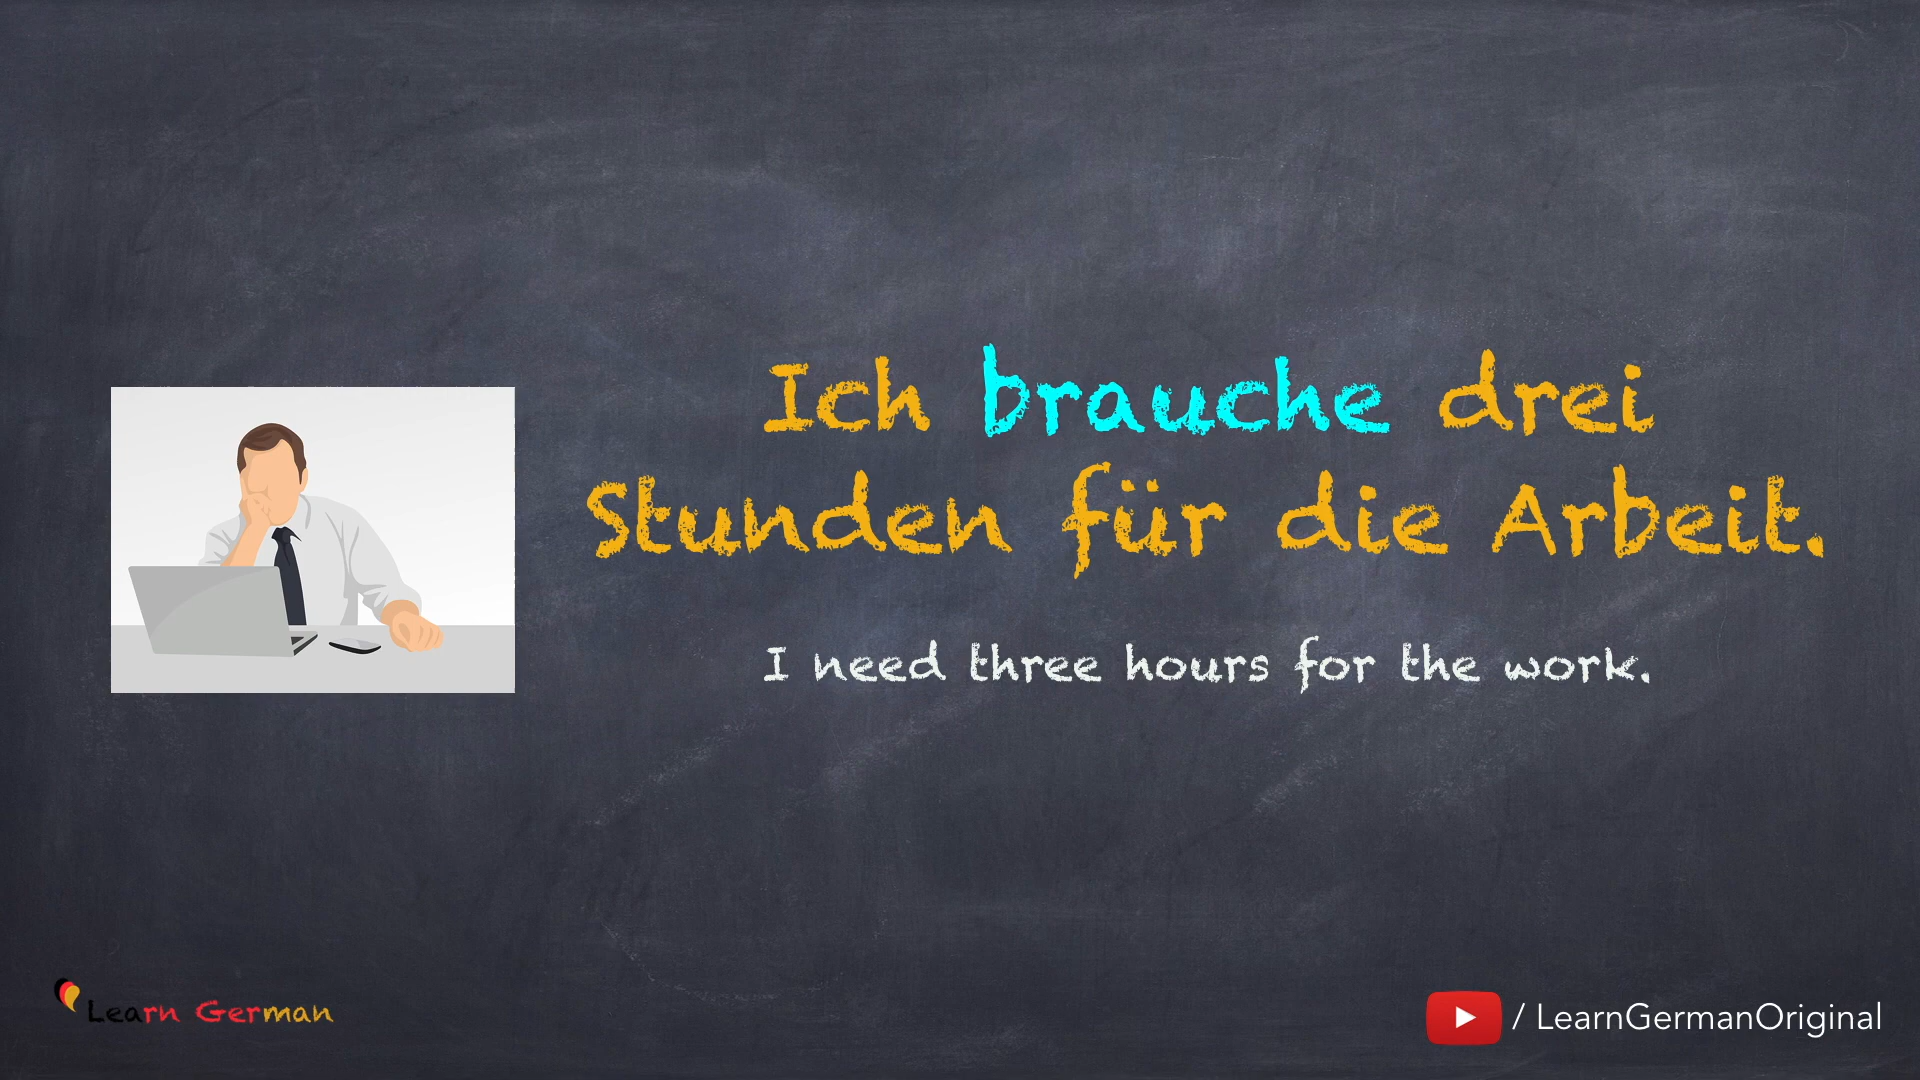 Ich brauche drei
Stunden für die Arbeit.
I need three hours for the work.
Learn German
/ LearnGermanOriginal